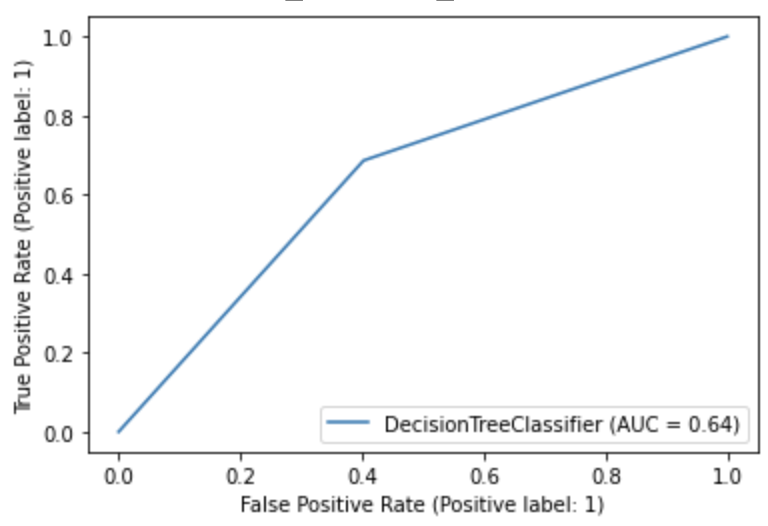 True Positive Rate (Positive label: 1)
1.0
0.8
0.6
0.4
0.2
0.0
DecisionTreeClassifier (AUC = 0.64)
0.0 0.2 0.4 0.6 0.8 1.0
False Positive Rate (Positive label: 1)